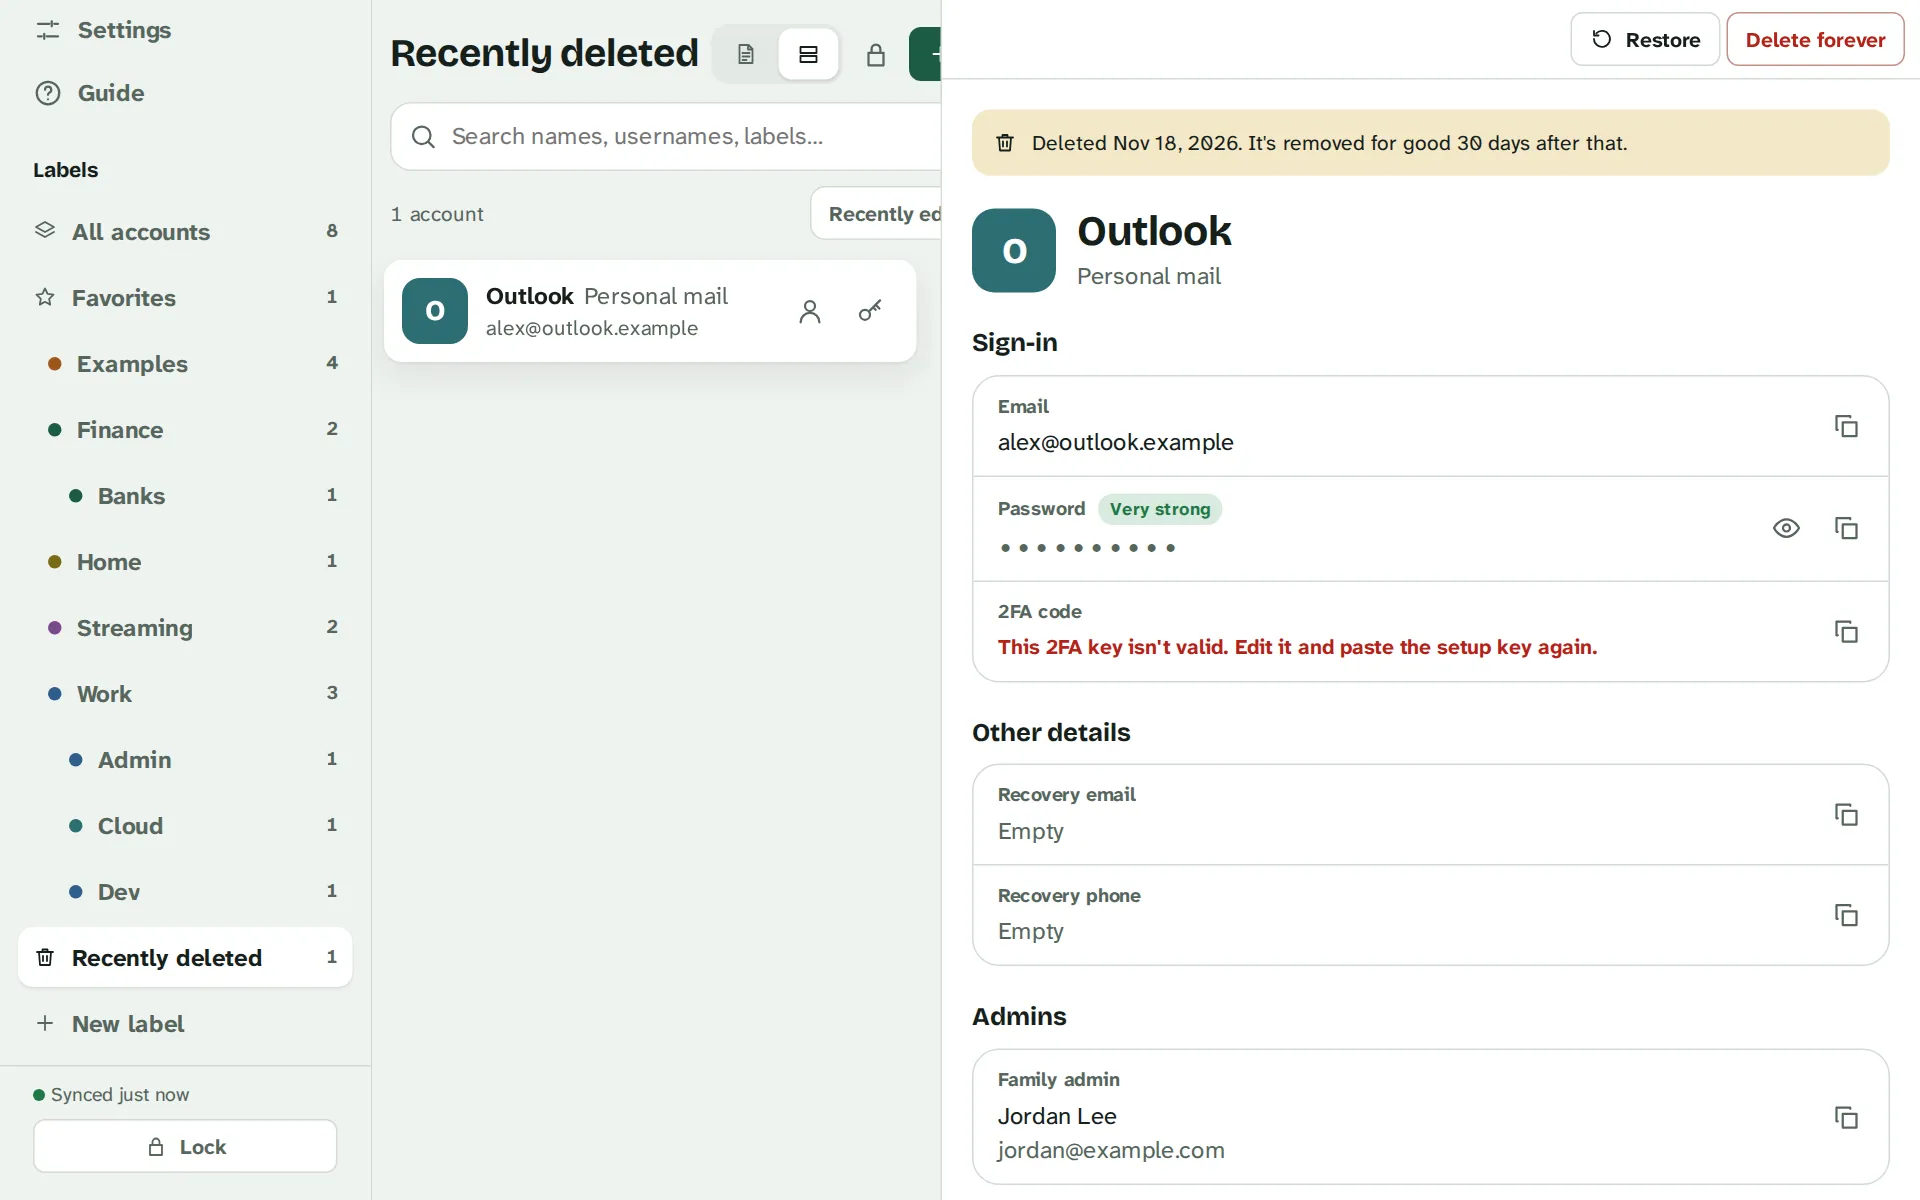 Settings
Guide
Labels
All accounts 8
Favorites 1
Examples 4
Finance 2
Banks 1
Home 1
Streaming 2
Work 3
Admin 1
Cloud 1
Dev 1
Recently deleted 1
New label
Synced just now
Lock
Recently deleted
Search names, usernames, labels...
1 account
Recently ed
O
Outlook Personal mail
alex@outlook.example
Restore
Delete forever
Deleted Nov 18, 2026. It's removed for good 30 days after that.
O
Outlook
Personal mail
Sign-in
Email
alex@outlook.example
Password Very strong
••••••••••
2FA code
This 2FA key isn't valid. Edit it and paste the setup key again.
Other details
Recovery email
Empty
Recovery phone
Empty
Admins
Family admin
Jordan Lee
jordan@example.com